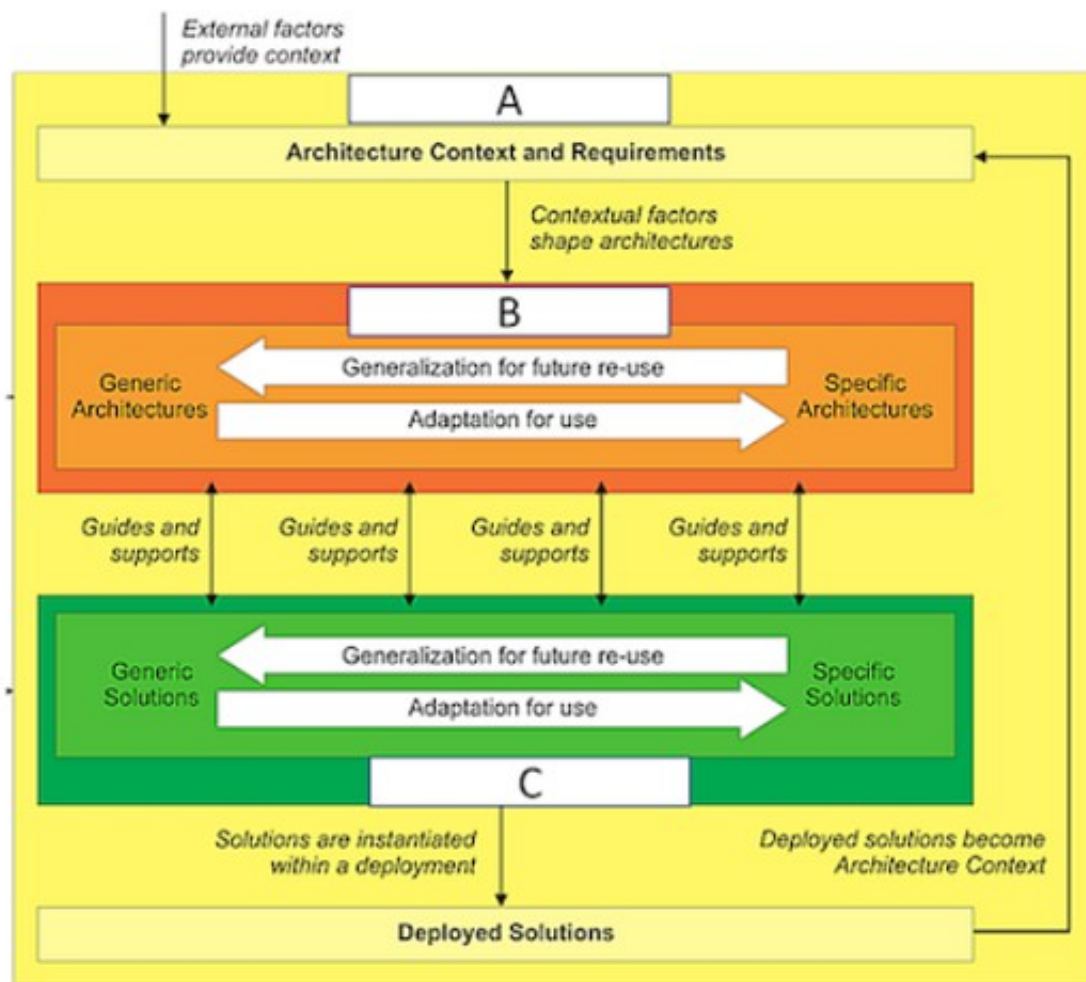 External factors
provide context
A
Architecture Context and Requirements
Contextual factors
shape architectures
B
Generalization for future re-use
Generic
Architectures
Specific
Architectures
Adaptation for use
Guides and
supports
Guides and
supports
Guides and
supports
Guides and
supports
Generalization for future re-use
Generic
Solutions
Specific
Solutions
Adaptation for use
C
Solutions are instantiated
within a deployment
Deployed solutions become
Architecture Context
Deployed Solutions